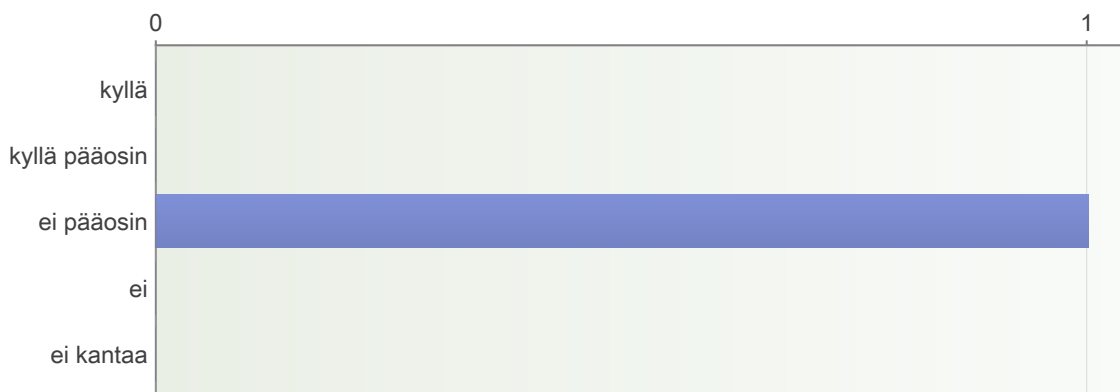 0 1
kyllä
kyllä pääosin
ei pääosin
ei
ei kantaa